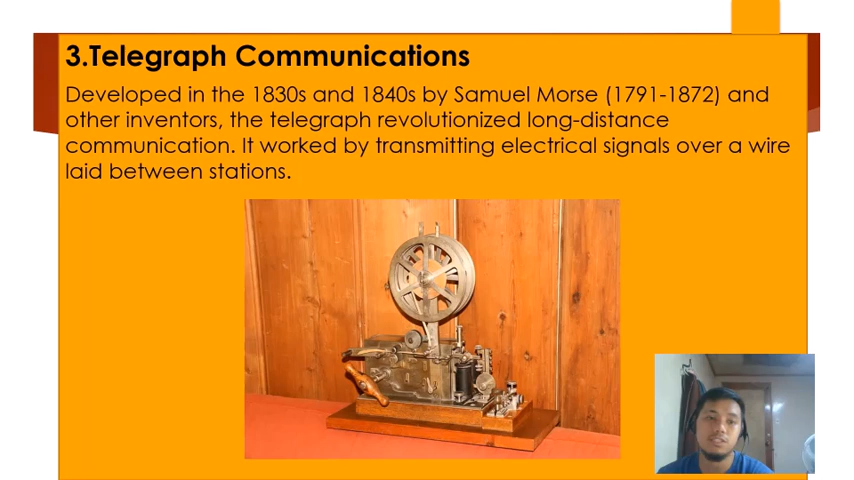 3.Telegraph Communications
Developed in the 1830s and 1840s by Samuel Morse (1791-1872) and
other inventors, the telegraph revolutionized long-distance
communication. It worked by transmitting electrical signals over a wire
laid between stations.